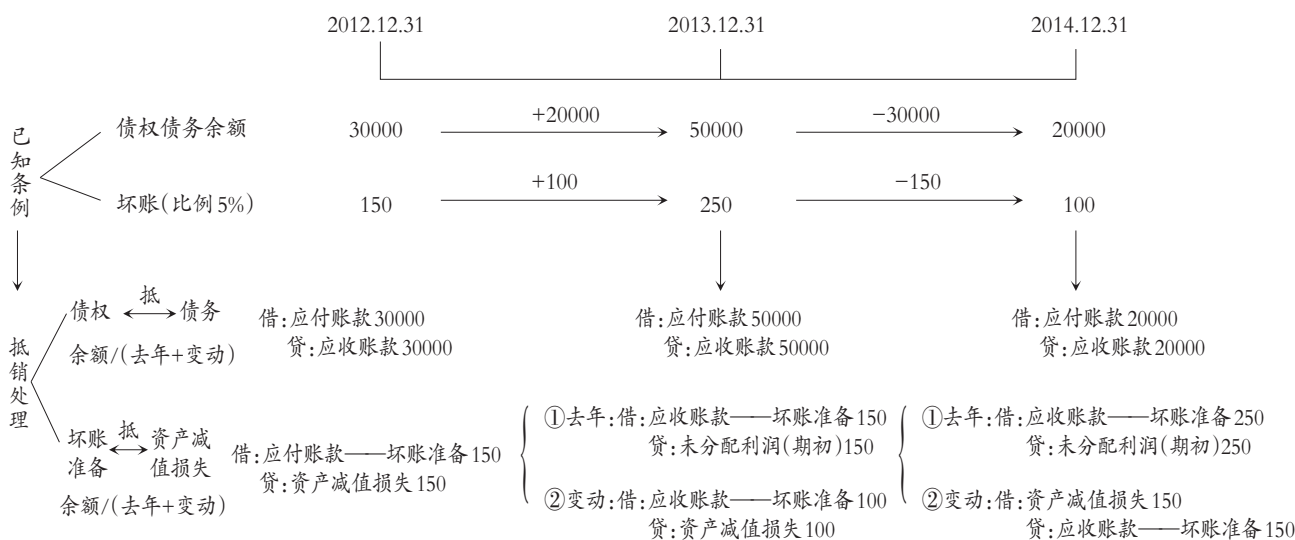 2012.12.31 2013.12.31 2014.12.31
已知条例
债权债务余额 30000 +20000 50000 −30000 20000
坏账(比例5%) 150 +100 250 −150 100
抵销处理
债权 抵 债务
余额/(去年+变动)
借:应付账款30000
贷:应收账款30000
借:应付账款50000
贷:应收账款50000
借:应付账款20000
贷:应收账款20000
坏账准备 抵 资产减值损失
余额/(去年+变动)
借:应付账款——坏账准备150
贷:资产减值损失150
①去年:借:应收账款——坏账准备150
贷:未分配利润(期初)150
②变动:借:应收账款——坏账准备100
贷:资产减值损失100
①去年:借:应收账款——坏账准备250
贷:未分配利润(期初)250
②变动:借:资产减值损失150
贷:应收账款——坏账准备150